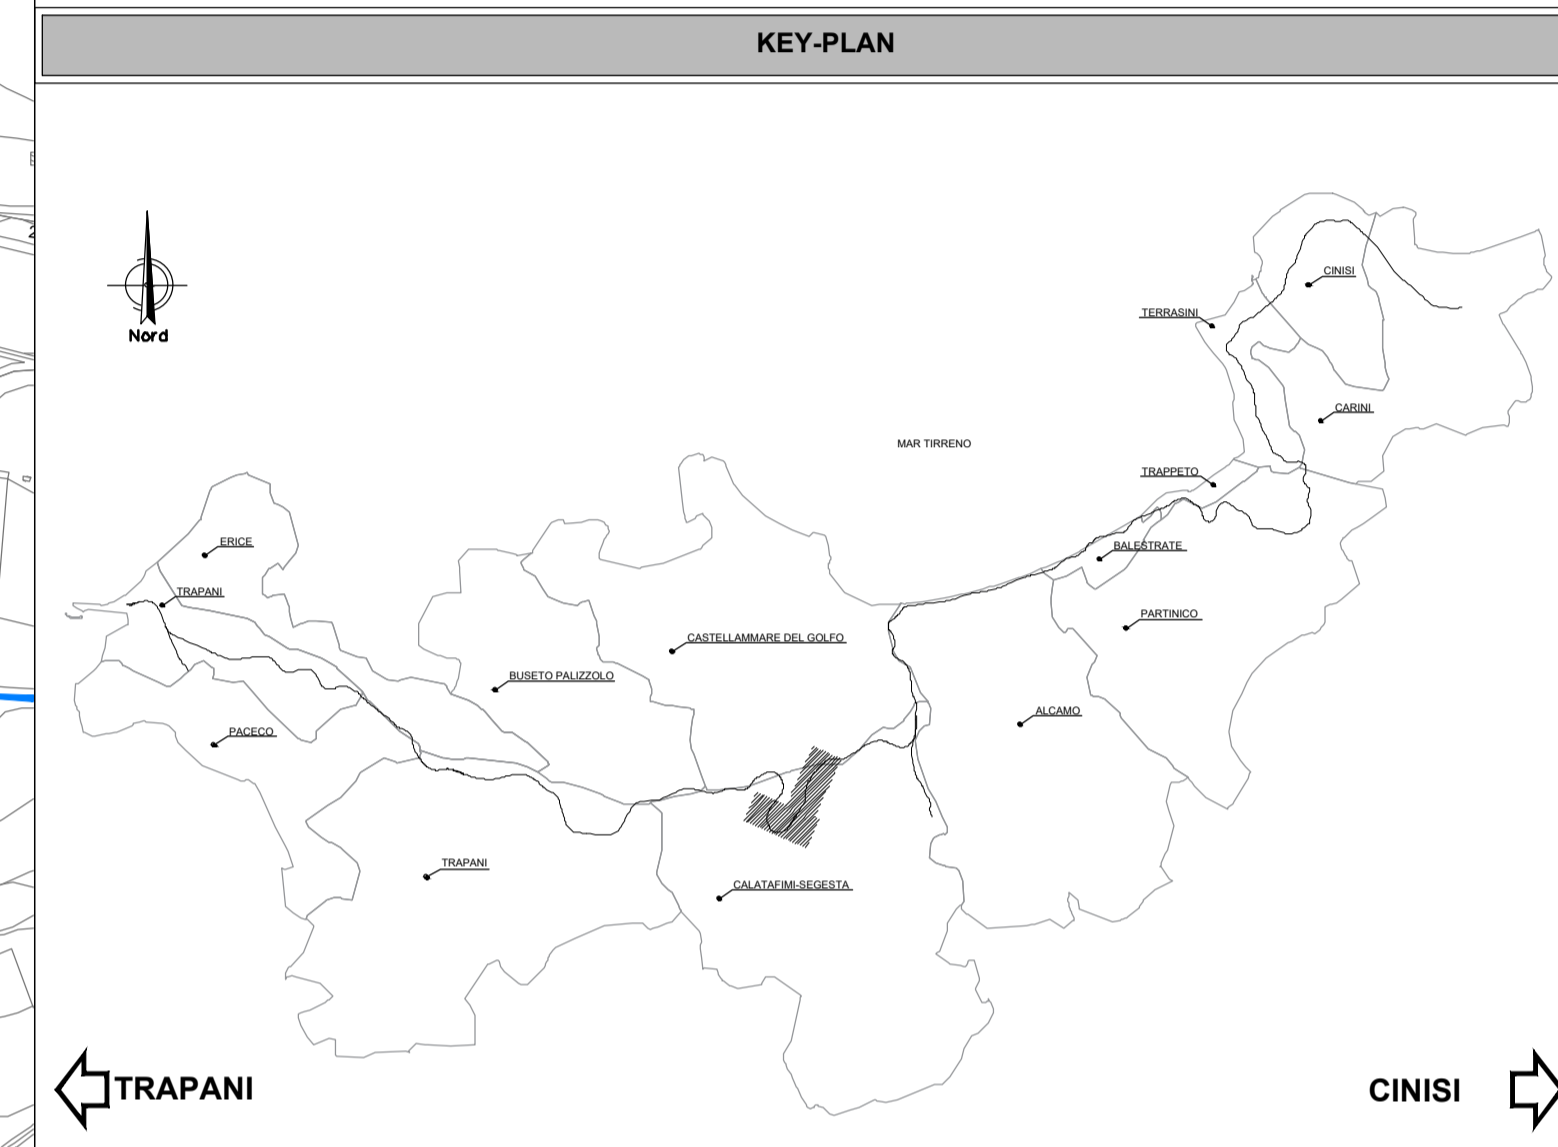 KEY-PLAN
Nord
CINISI
TERRASINI
CARINI
MAR TIRRENO
TRAPPETO
ERICE
BALESTRATE
TRAPANI
PARTINICO
CASTELLAMMARE DEL GOLFO
BUSETO PALIZZOLO
ALCAMO
PACECO
TRAPANI
CALATAFIMI-SEGESTA
TRAPANI
CINISI